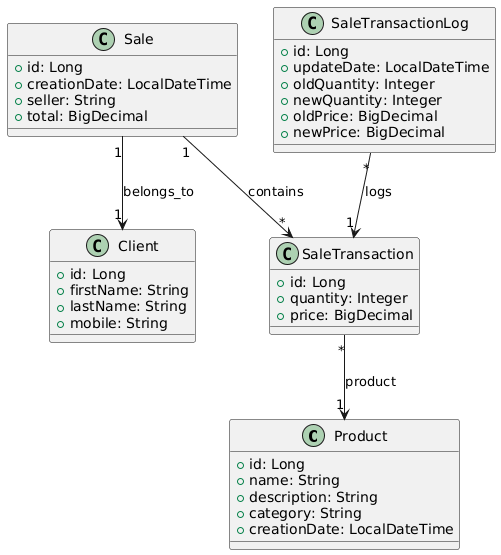 C Sale
id: Long
creationDate: LocalDateTime
seller: String
total: BigDecimal
C SaleTransactionLog
id: Long
updateDate: LocalDateTime
oldQuantity: Integer
newQuantity: Integer
oldPrice: BigDecimal
newPrice: BigDecimal
1
1
*
belongs_to
contains
logs
1
*
1
C Client
id: Long
firstName: String
lastName: String
mobile: String
C SaleTransaction
id: Long
quantity: Integer
price: BigDecimal
*
product
1
C Product
id: Long
name: String
description: String
category: String
creationDate: LocalDateTime